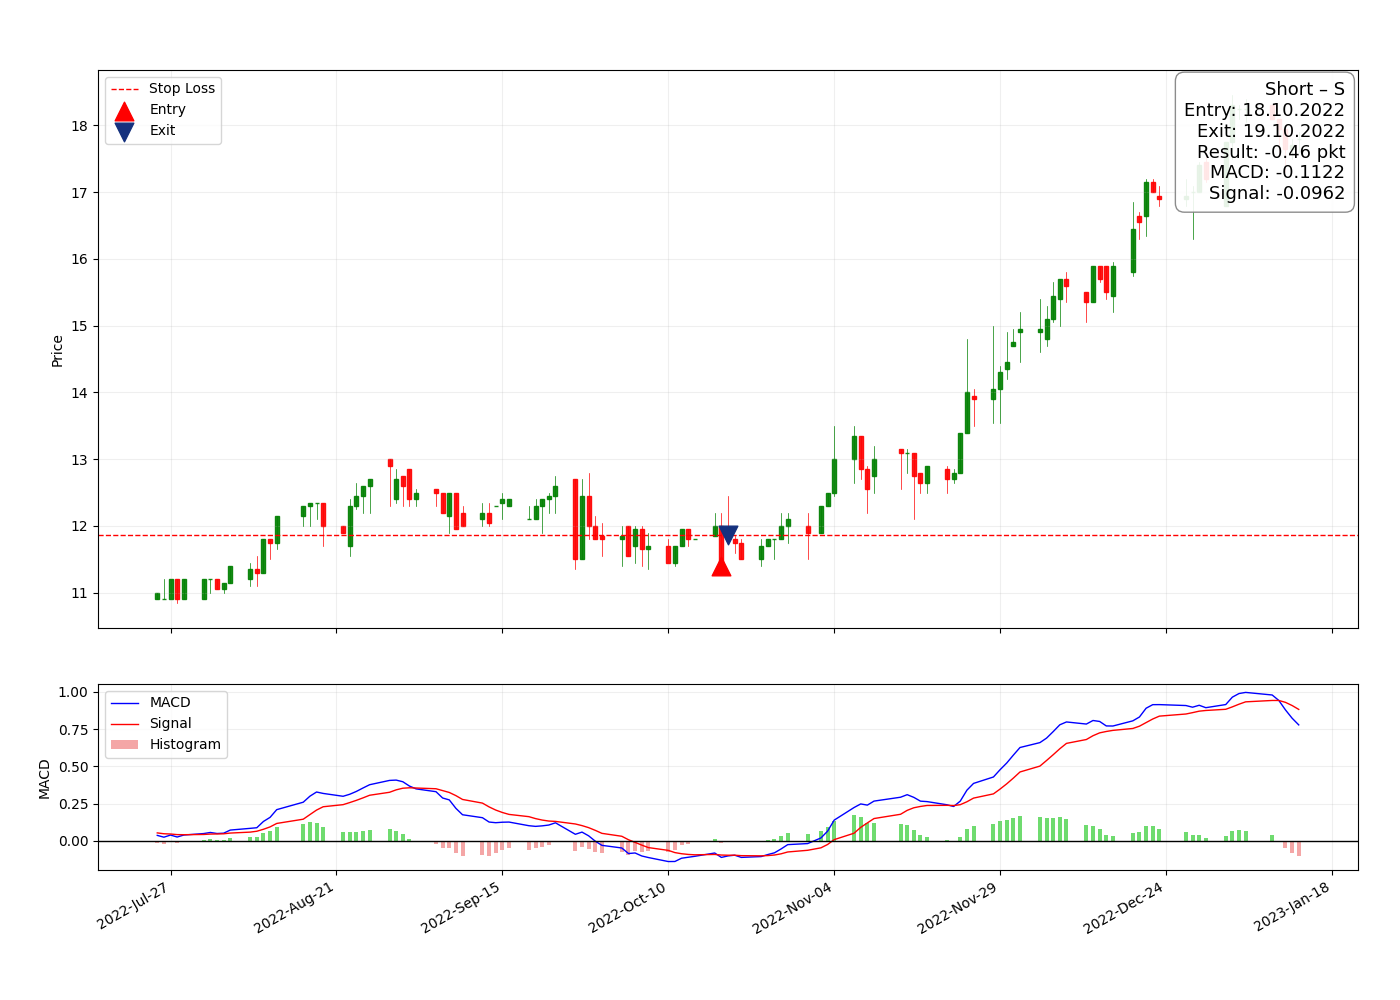 Stop Loss
Entry
Exit
Short – S
Entry: 18.10.2022
Exit: 19.10.2022
Result: -0.46 pkt
MACD: -0.1122
Signal: -0.0962
18
17
16
15
14
13
12
11
Price
MACD
Signal
Histogram
1.00
0.75
0.50
0.25
0.00
MACD
2022-Jul-27
2022-Aug-21
2022-Sep-15
2022-Oct-10
2022-Nov-04
2022-Nov-29
2022-Dec-24
2023-Jan-18